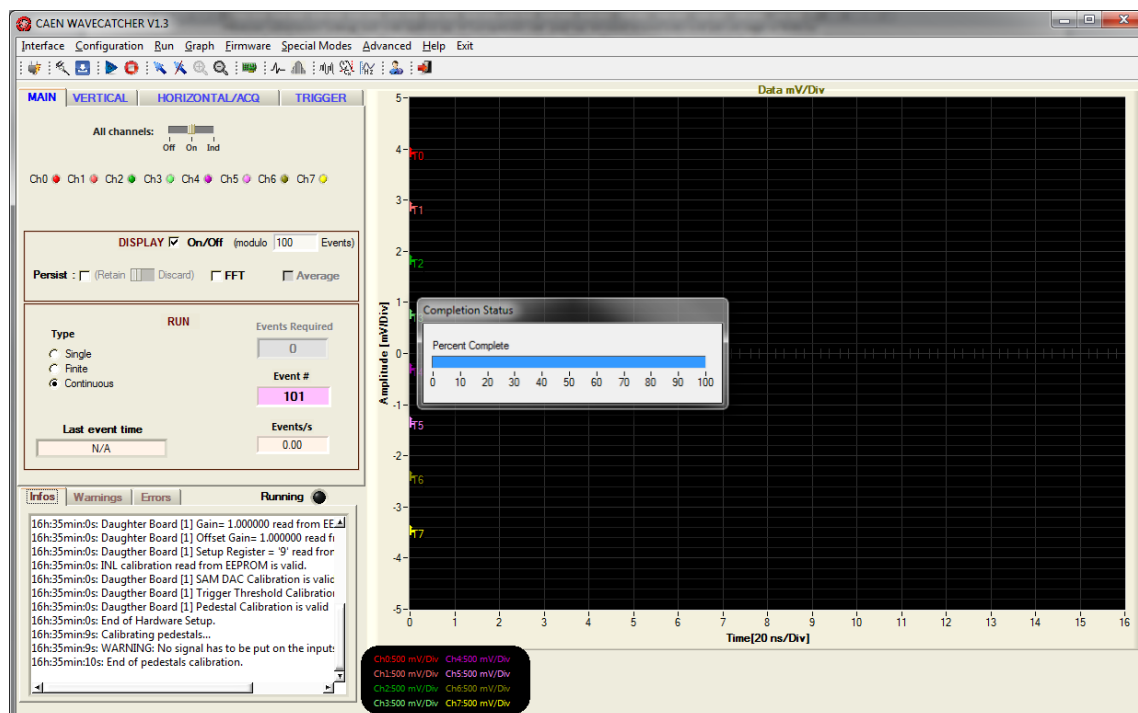 CAEN WAVECATCHER V1.3
Interface Configuration Run Graph Firmware Special Modes Advanced Help Exit
MAIN VERTICAL HORIZONTAL/ACQ TRIGGER
All channels:
Off On Ind
Ch0 Ch1 Ch2 Ch3 Ch4 Ch5 Ch6 Ch7
DISPLAY On/Off (modulo 100 Events)
Persist : (Retain Discard) FFT Average
RUN
Type
Single
Finite
Continuous
Events Required
0
Event #
101
Last event time
N/A
Events/s
0.00
Infos Warnings Errors Running
16h:35min:0s: Daughter Board [1] Gain= 1.000000 read from EE
16h:35min:0s: Daugther Board [1] Offset Gain= 1.000000 read f
16h:35min:0s: Daugther Board [1] Setup Register = '9' read from
16h:35min:0s: INL calibration read from EEPROM is valid.
16h:35min:0s: Daugther Board [1] SAM DAC Calibration is valid
16h:35min:0s: Daugther Board [1] Trigger Threshold Calibration
16h:35min:0s: Daugther Board [1] Pedestal Calibration is valid
16h:35min:0s: End of Hardware Setup.
16h:35min:9s: Calibrating pedestals...
16h:35min:9s: WARNING: No signal has to be put on the inputs
16h:35min:10s: End of pedestals calibration.
Data mV/Div
Amplitude [mV/Div]
5
4
3
2
1
0
-1
-2
-3
-4
-5
T0
T1
T2
T5
T6
T7
Completion Status
Percent Complete
0 10 20 30 40 50 60 70 80 90 100
0 1 2 3 4 5 6 7 8 9 10 11 12 13 14 15 16
Time[20 ns/Div]
Ch0:500 mV/Div Ch4:500 mV/Div
Ch1:500 mV/Div Ch5:500 mV/Div
Ch2:500 mV/Div Ch6:500 mV/Div
Ch3:500 mV/Div Ch7:500 mV/Div